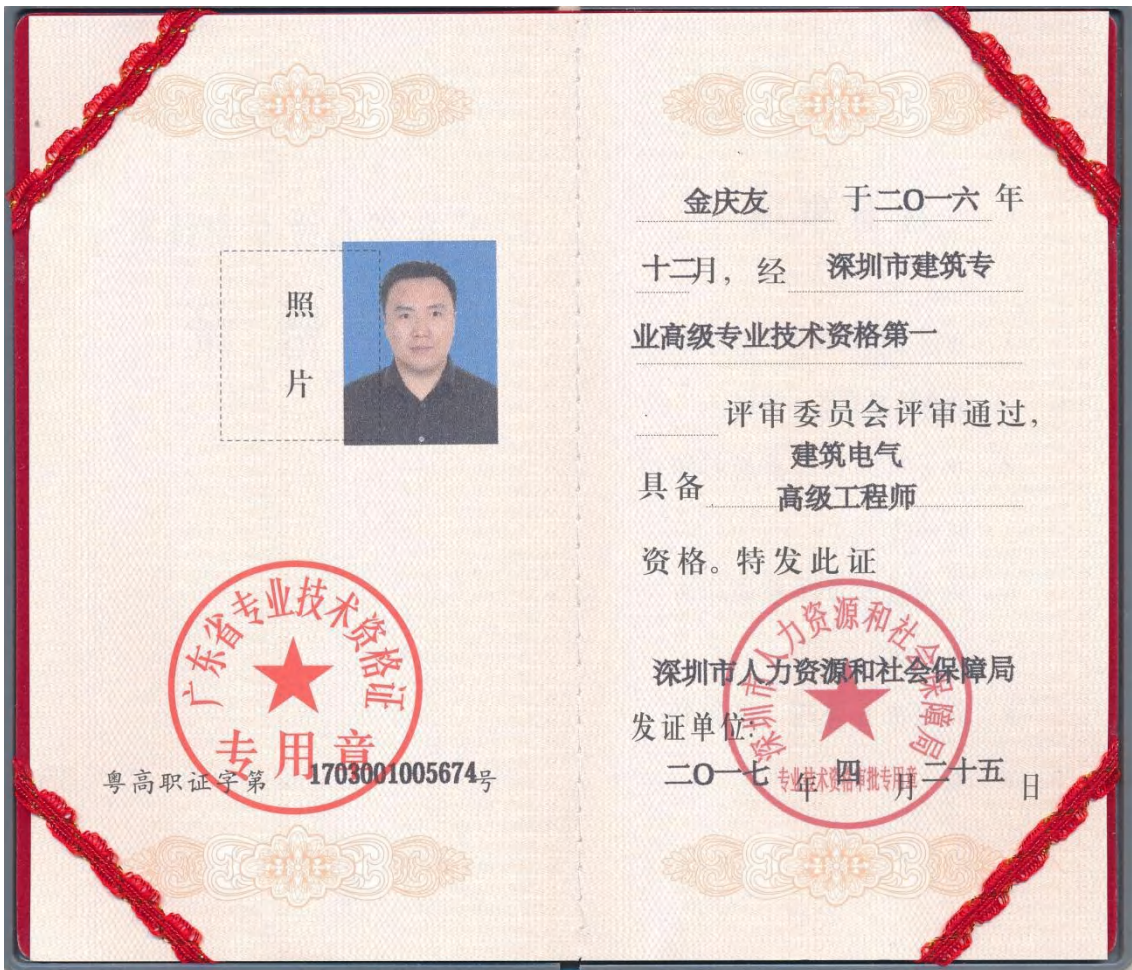 照
片
广东省专业技术资格证
专用章
粤高职证字第 1703001005674号
金庆友 于二O一六 年
十二月，经 深圳市建筑专
业高级专业技术资格第一
评审委员会评审通过，
建筑电气
具备 高级工程师
资格。特发此证
深圳市人力资源和社会保障局
深圳市人力资源和社会保障局
发证单位：
专业技术资格审批专用章
二O一七 年 四 月 二十五 日